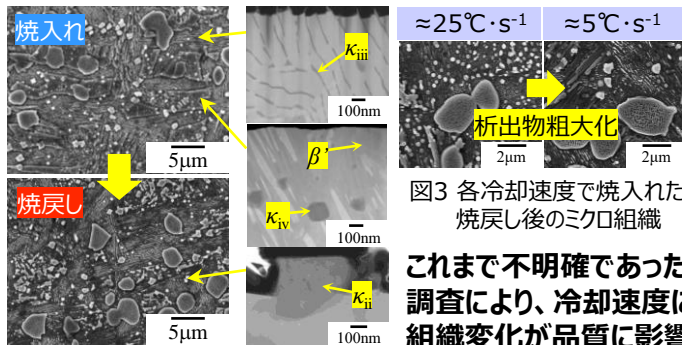 焼入れ
5μm
焼戻し
5μm
κiii
100nm
β’
κiv
100nm
κii
100nm
≈25℃·s-1
≈5℃·s-1
析出物粗大化
2μm
2μm
図3 各冷却速度で焼入れた
焼戻し後のミクロ組織
これまで不明確であった
調査により、冷却速度に
組織変化が品質に影響